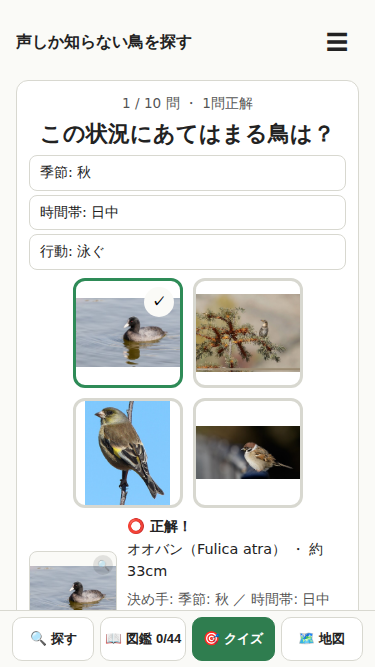 声しか知らない鳥を探す
☰
1 / 10 問 ・ 1問正解
この状況にあてはまる鳥は？
季節: 秋
時間帯: 日中
行動: 泳ぐ
✓
⭕ 正解！
オオバン（Fulica atra） ・ 約
33cm
決め手: 季節: 秋 ／ 時間帯: 日中
🔍 探す
📖 図鑑 0/44
🎯 クイズ
🗺️ 地図